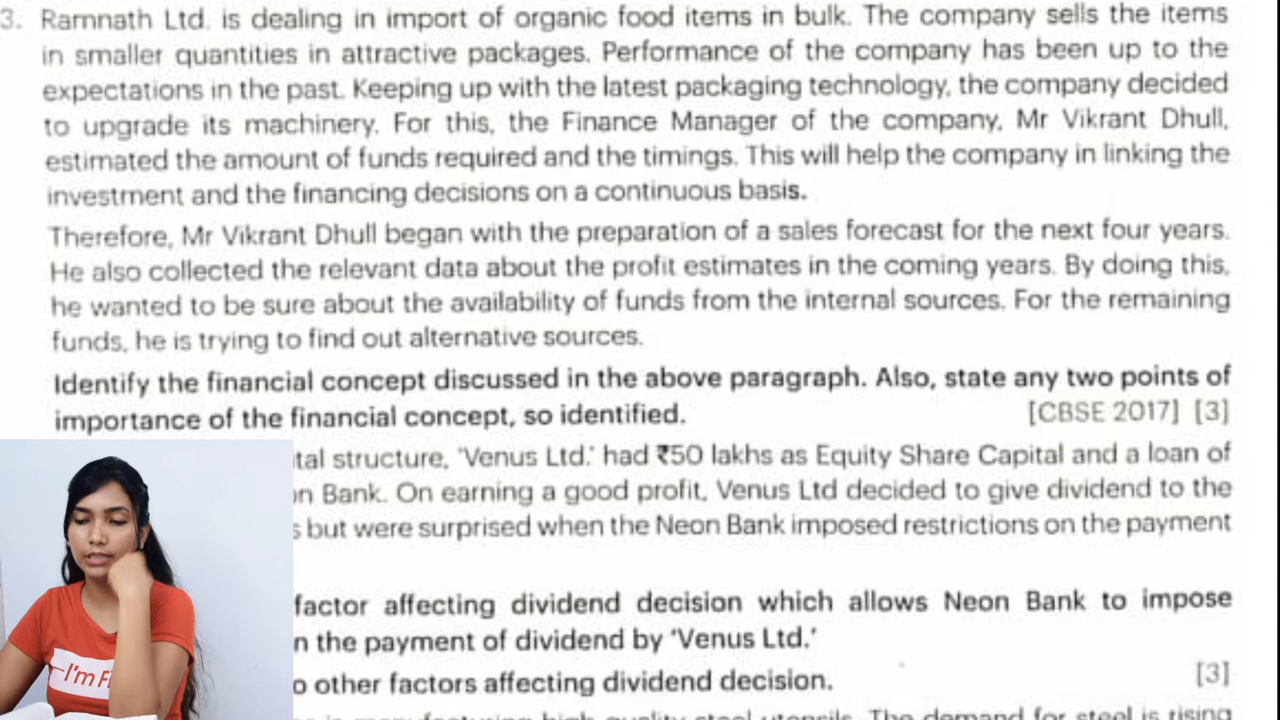 3. Ramnath Ltd. is dealing in import of organic food items in bulk. The company sells the items
in smaller quantities in attractive packages. Performance of the company has been up to the
expectations in the past. Keeping up with the latest packaging technology, the company decided
to upgrade its machinery. For this, the Finance Manager of the company, Mr Vikrant Dhull,
estimated the amount of funds required and the timings. This will help the company in linking the
investment and the financing decisions on a continuous basis.
Therefore, Mr Vikrant Dhull began with the preparation of a sales forecast for the next four years.
He also collected the relevant data about the profit estimates in the coming years. By doing this,
he wanted to be sure about the availability of funds from the internal sources. For the remaining
funds, he is trying to find out alternative sources.
Identify the financial concept discussed in the above paragraph. Also, state any two points of
importance of the financial concept, so identified. [CBSE 2017] [3]
tal structure, 'Venus Ltd.' had ₹50 lakhs as Equity Share Capital and a loan of
n Bank. On earning a good profit, Venus Ltd decided to give dividend to the
s but were surprised when the Neon Bank imposed restrictions on the payment
factor affecting dividend decision which allows Neon Bank to impose
n the payment of dividend by 'Venus Ltd.'
o other factors affecting dividend decision. [3]
is manufacturing high quality steel utensils. The demand for steel is rising
I'm